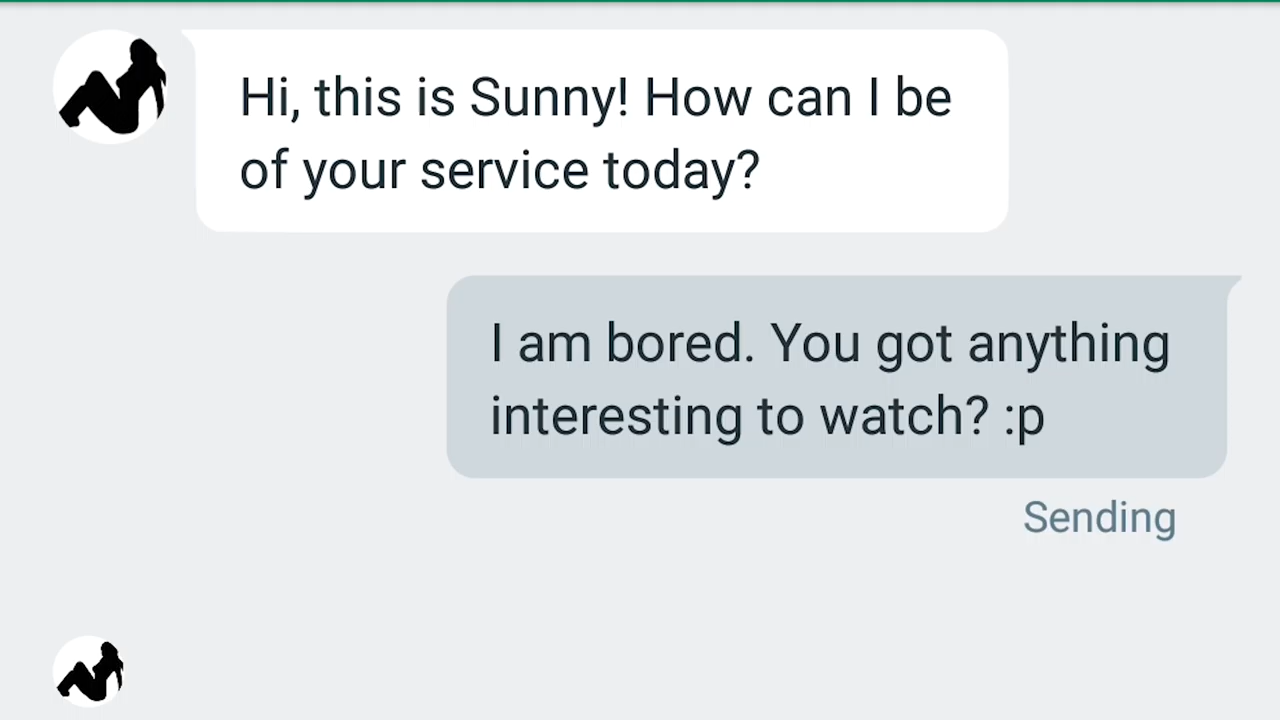 Hi, this is Sunny! How can I be
of your service today?
I am bored. You got anything
interesting to watch? :p
Sending